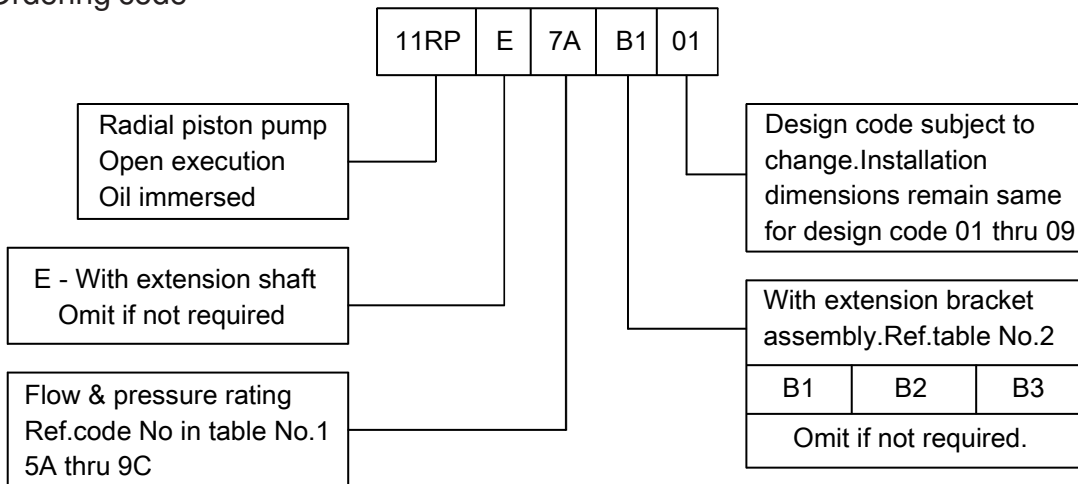 Ordering code
11RP E 7A B1 01
Radial piston pump
Open execution
Oil immersed
E - With extension shaft
Omit if not required
Flow & pressure rating
Ref.code No in table No.1
5A thru 9C
Design code subject to
change.Installation
dimensions remain same
for design code 01 thru 09
With extension bracket
assembly.Ref.table No.2
B1 B2 B3
Omit if not required.